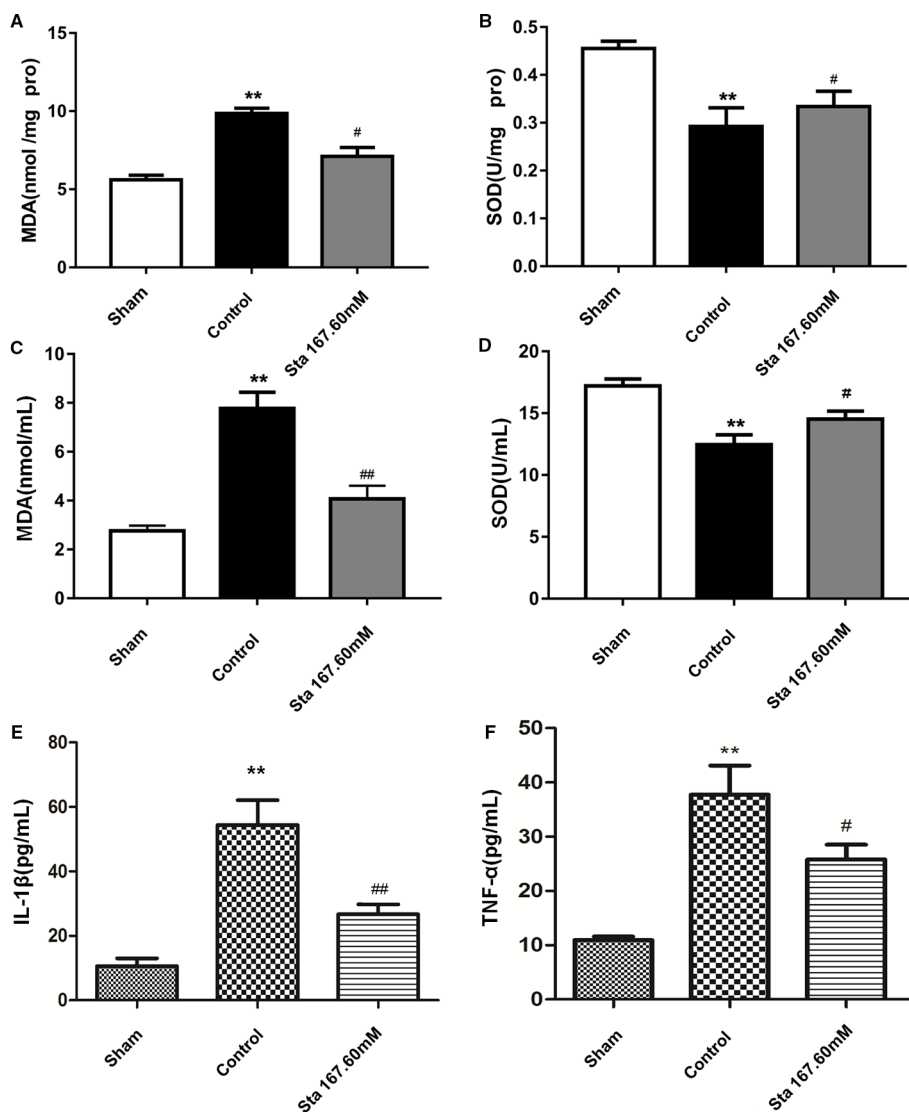 A
MDA(nmol /mg pro)
15
10
5
0
**
#
Sham
Control
Sta 167.60mM
B
SOD(U/mg pro)
0.5
0.4
0.3
0.2
0.1
0.0
**
#
Sham
Control
Sta 167.60mM
C
MDA(nmol/mL)
10
8
6
4
2
0
**
##
Sham
Control
Sta 167.60mM
D
SOD(U/mL)
20
15
10
5
0
**
#
Sham
Control
Sta 167.60mM
E
IL-1β(pg/mL)
80
60
40
20
0
**
##
Sham
Control
Sta 167.60mM
F
TNF-α(pg/mL)
50
40
30
20
10
0
**
#
Sham
Control
Sta 167.60mM